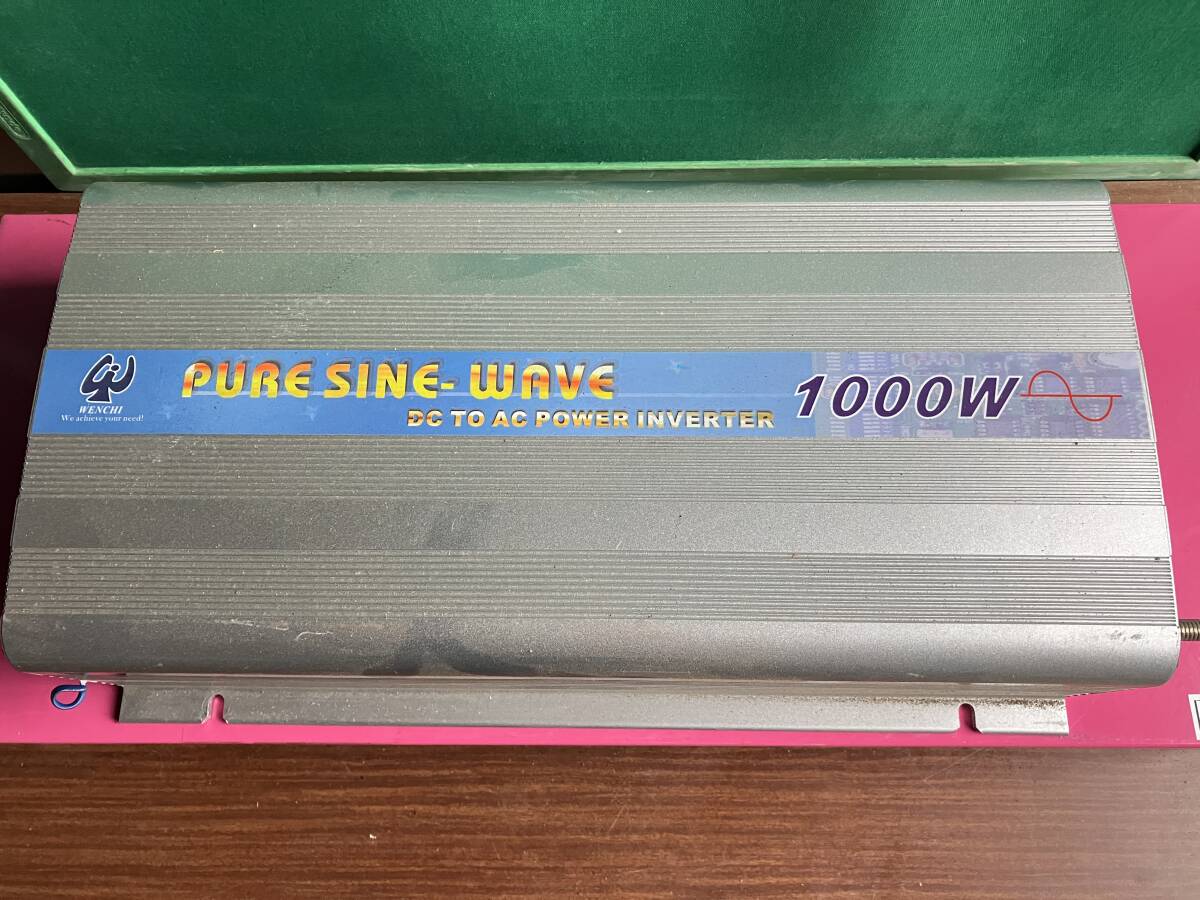 WENCHI
We achieve your need!
PURE SINE- WAVE
DC TO AC POWER INVERTER
1000W